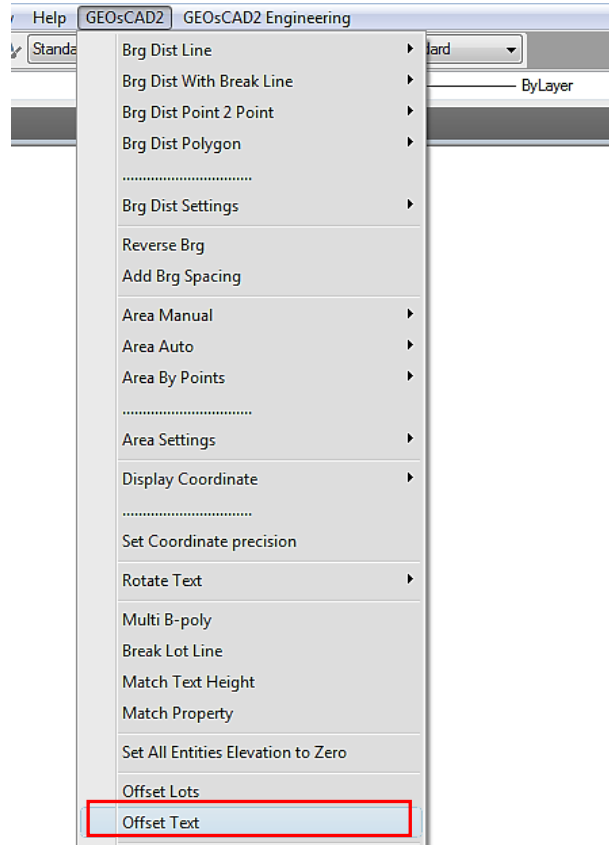 Help GEOsCAD2 GEOsCAD2 Engineering
Standa dard
Brg Dist Line
Brg Dist With Break Line
ByLayer
Brg Dist Point 2 Point
Brg Dist Polygon
................................
Brg Dist Settings
Reverse Brg
Add Brg Spacing
Area Manual
Area Auto
Area By Points
................................
Area Settings
Display Coordinate
................................
Set Coordinate precision
Rotate Text
Multi B-poly
Break Lot Line
Match Text Height
Match Property
Set All Entities Elevation to Zero
Offset Lots
Offset Text